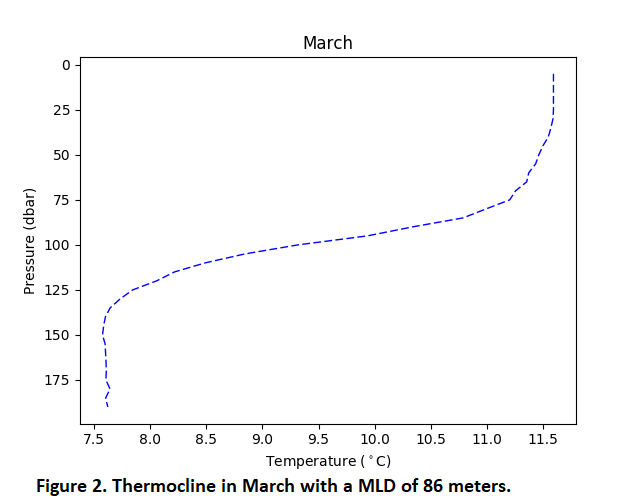 March
0
25
50
75
100
125
150
175
Pressure (dbar)
7.5 8.0 8.5 9.0 9.5 10.0 10.5 11.0 11.5
Temperature (°C)
Figure 2. Thermocline in March with a MLD of 86 meters.